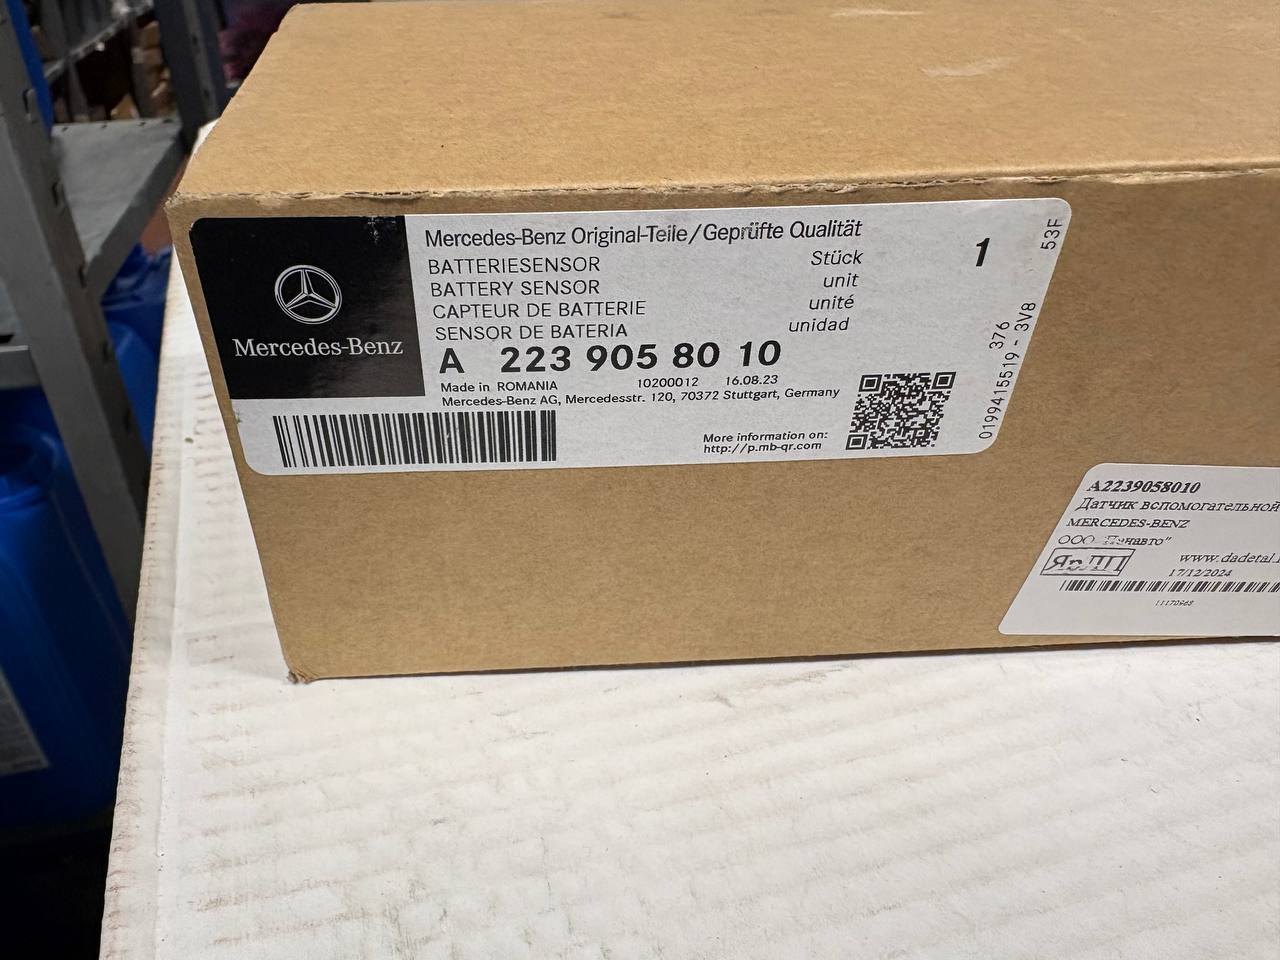 Mercedes-Benz
Mercedes-Benz Original-Teile/Geprüfte Qualität
BATTERIESENSOR Stück
BATTERY SENSOR unit
CAPTEUR DE BATTERIE unité
SENSOR DE BATERIA unidad
1
A 223 905 80 10
Made in ROMANIA 10200012 16.08.23
Mercedes-Benz AG, Mercedesstr. 120, 70372 Stuttgart, Germany
More information on:
http://p.mb-qr.com
0199415519 - 3V8
376
53F
A2239058010
Датчик вспомогательной
MERCEDES-BENZ
ООО
www.dadetal.
17/12/2024
11170968